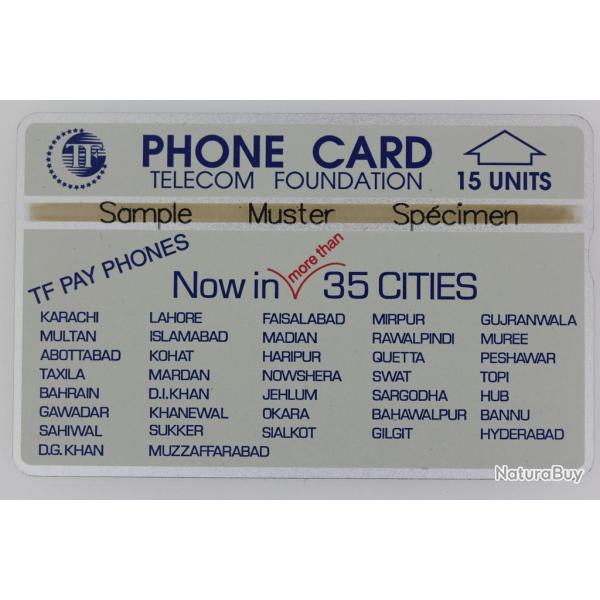 TF
PHONE CARD
TELECOM FOUNDATION
15 UNITS
Sample Muster Spécimen
TF PAY PHONES
Now in more than 35 CITIES
KARACHI LAHORE FAISALABAD MIRPUR GUJRANWALA
MULTAN ISLAMABAD MADIAN RAWALPINDI MUREE
ABOTTABAD KOHAT HARIPUR QUETTA PESHAWAR
TAXILA MARDAN NOWSHERA SWAT TOPI
BAHRAIN D.I.KHAN JEHLUM SARGODHA HUB
GAWADAR KHANEWAL OKARA BAHAWALPUR BANNU
SAHIWAL SUKKER SIALKOT GILGIT HYDERABAD
D.G.KHAN MUZZAFFARABAD
NaturaBuy